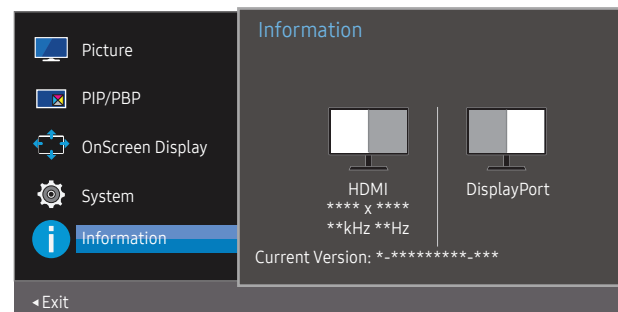 Picture
PIP/PBP
OnScreen Display
System
Information
Information
HDMI
**** x ****
**kHz **Hz
DisplayPort
Current Version: *-*********-***
◂Exit